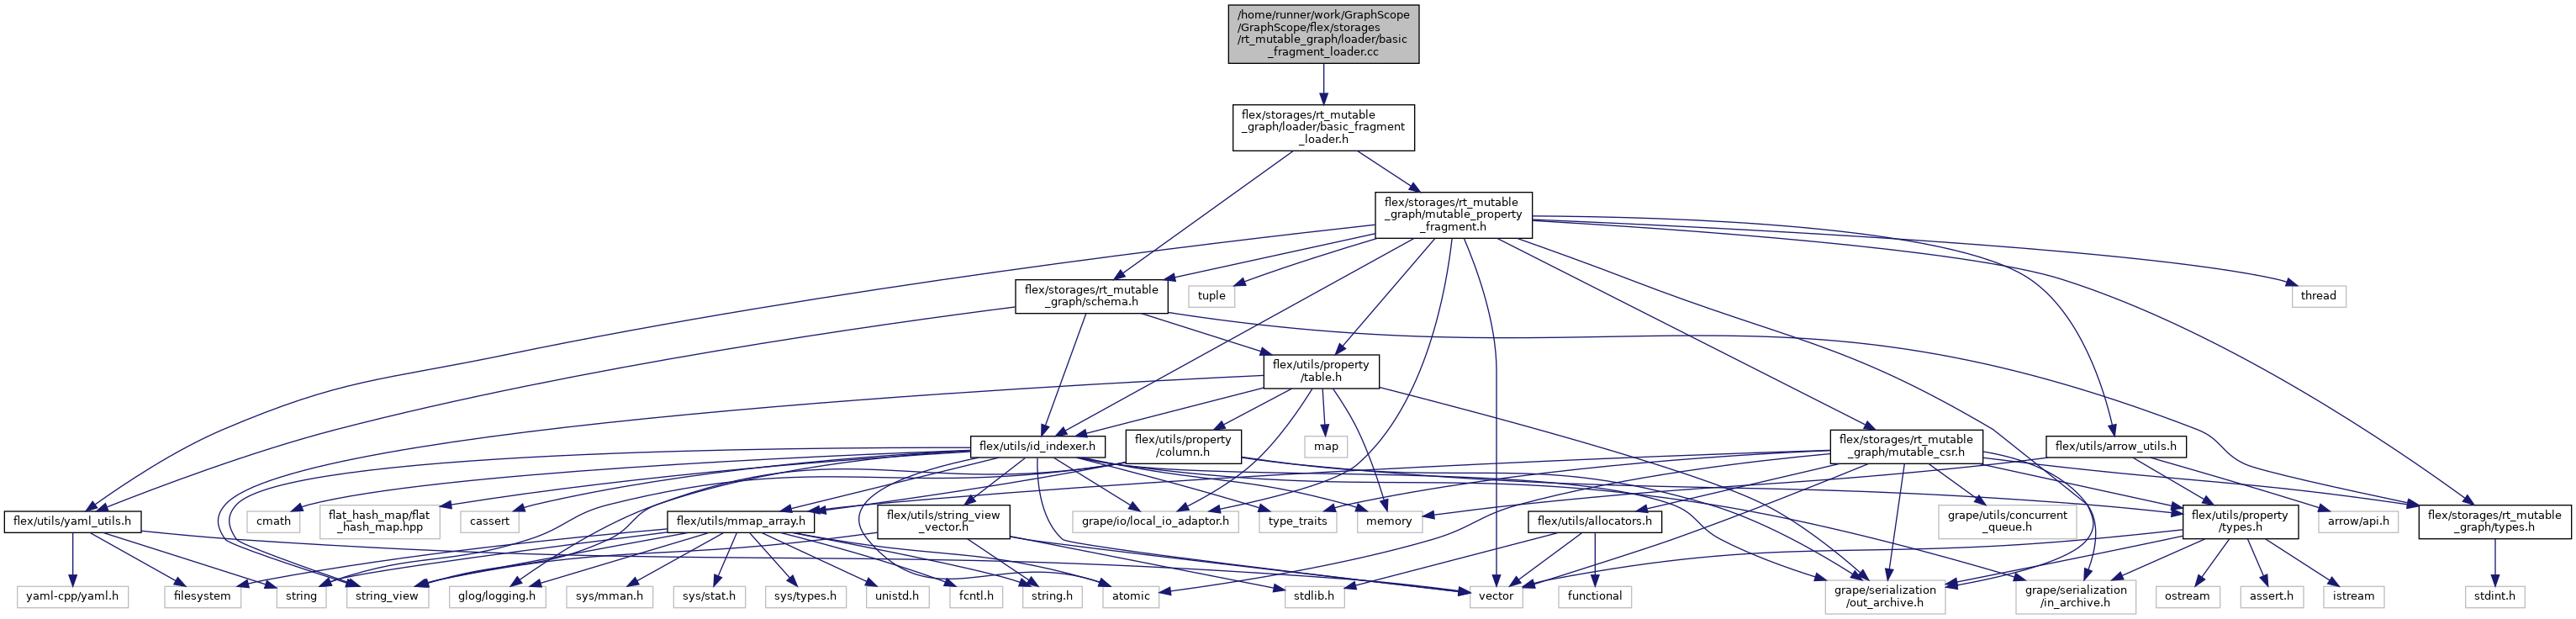 /home/runner/work/GraphScope
/GraphScope/flex/storages
/rt_mutable_graph/loader/basic
_fragment_loader.cc
flex/storages/rt_mutable
_graph/loader/basic_fragment
_loader.h
flex/storages/rt_mutable
_graph/mutable_property
_fragment.h
flex/storages/rt_mutable
_graph/schema.h
tuple
thread
flex/utils/property
/table.h
flex/utils/id_indexer.h
flex/utils/property
/column.h
map
flex/storages/rt_mutable
_graph/mutable_csr.h
flex/utils/arrow_utils.h
flex/utils/yaml_utils.h
cmath
flat_hash_map/flat
_hash_map.hpp
cassert
flex/utils/mmap_array.h
flex/utils/string_view
_vector.h
grape/io/local_io_adaptor.h
type_traits
memory
flex/utils/allocators.h
grape/utils/concurrent
_queue.h
flex/utils/property
/types.h
arrow/api.h
flex/storages/rt_mutable
_graph/types.h
yaml-cpp/yaml.h
filesystem
string
string_view
glog/logging.h
sys/mman.h
sys/stat.h
sys/types.h
unistd.h
fcntl.h
string.h
atomic
stdlib.h
vector
functional
grape/serialization
/out_archive.h
grape/serialization
/in_archive.h
ostream
assert.h
istream
stdint.h